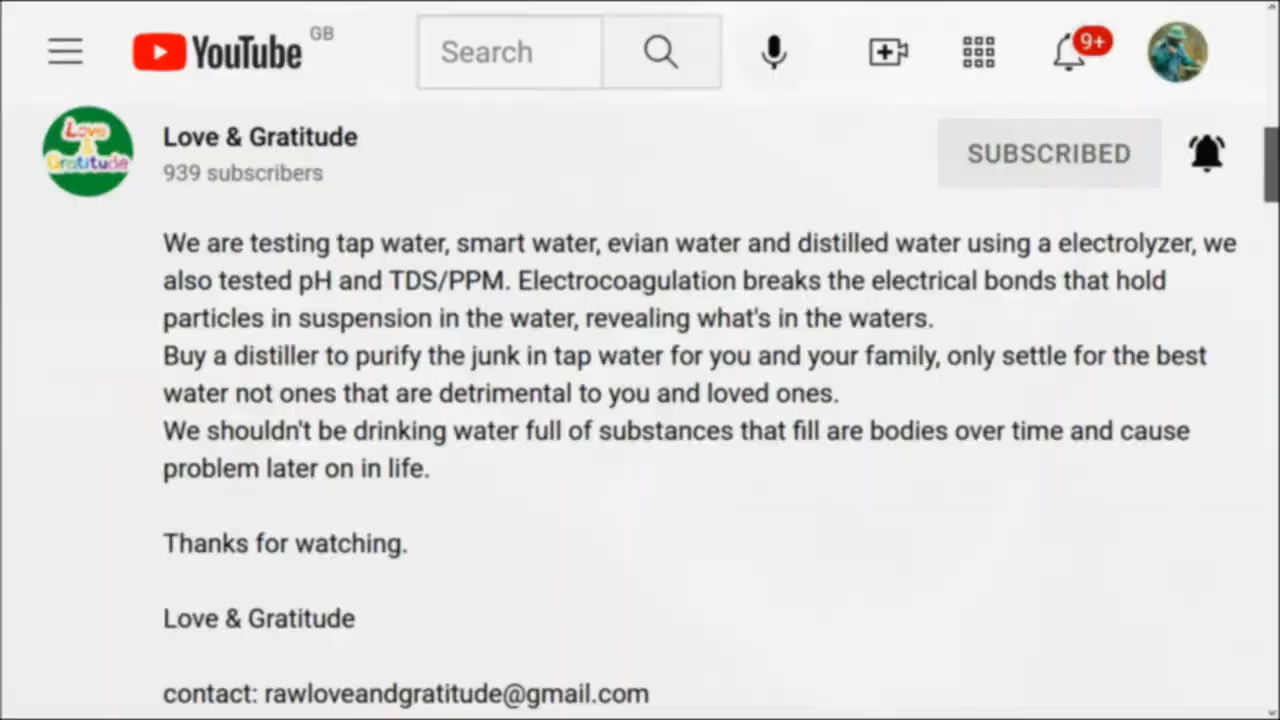 YouTube GB
Search
9+
Love & Gratitude
Love & Gratitude
939 subscribers
SUBSCRIBED
We are testing tap water, smart water, evian water and distilled water using a electrolyzer, we
also tested pH and TDS/PPM. Electrocoagulation breaks the electrical bonds that hold
particles in suspension in the water, revealing what's in the waters.
Buy a distiller to purify the junk in tap water for you and your family, only settle for the best
water not ones that are detrimental to you and loved ones.
We shouldn't be drinking water full of substances that fill are bodies over time and cause
problem later on in life.
Thanks for watching.
Love & Gratitude
contact: rawloveandgratitude@gmail.com